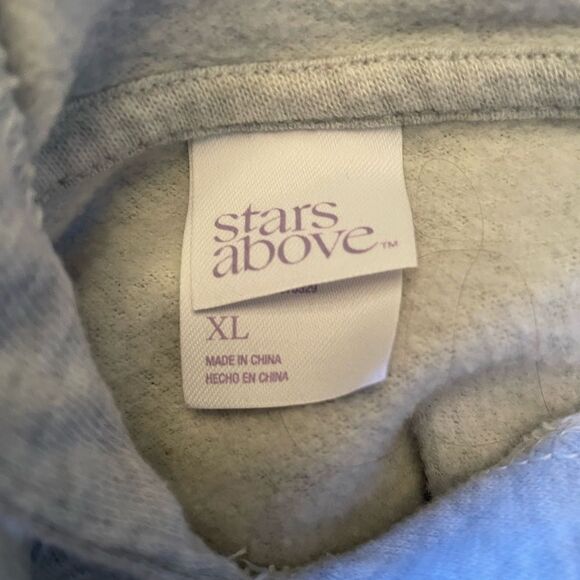 stars
above™
XL
MADE IN CHINA
HECHO EN CHINA